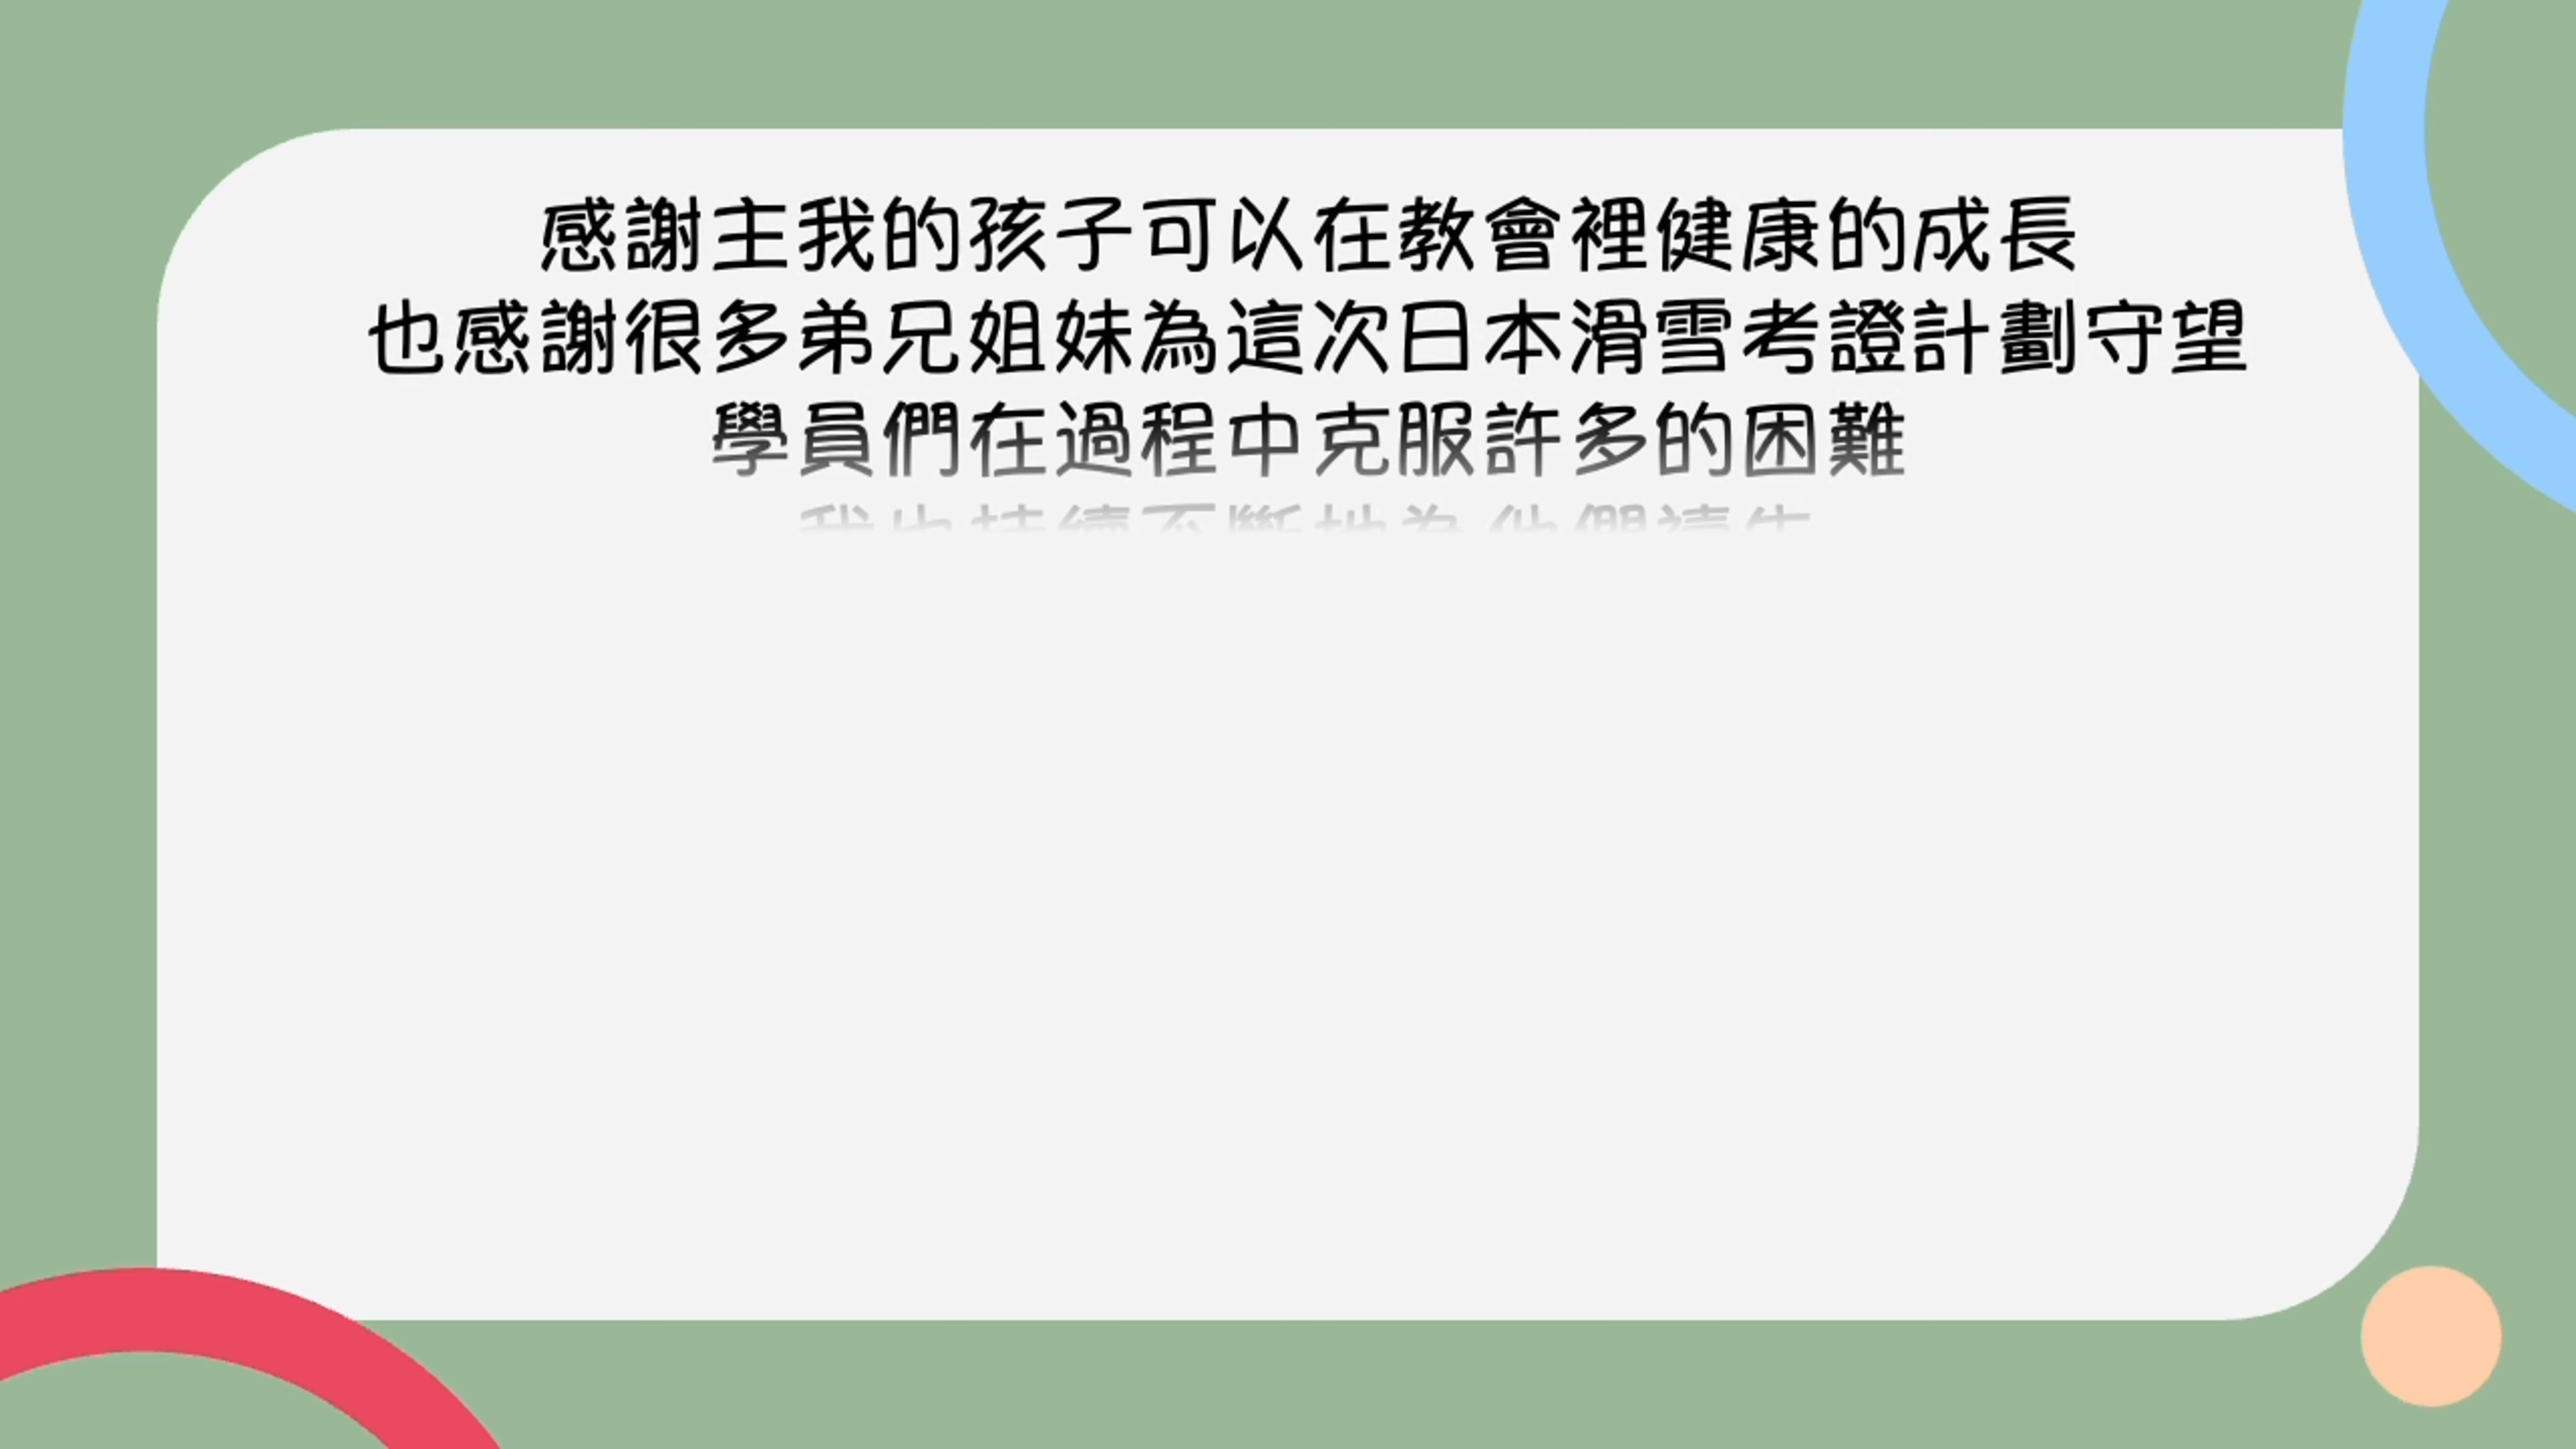 感謝主我的孩子可以在教會裡健康的成長
也感謝很多弟兄姐妹為這次日本滑雪考證計劃守望
學員們在過程中克服許多的困難